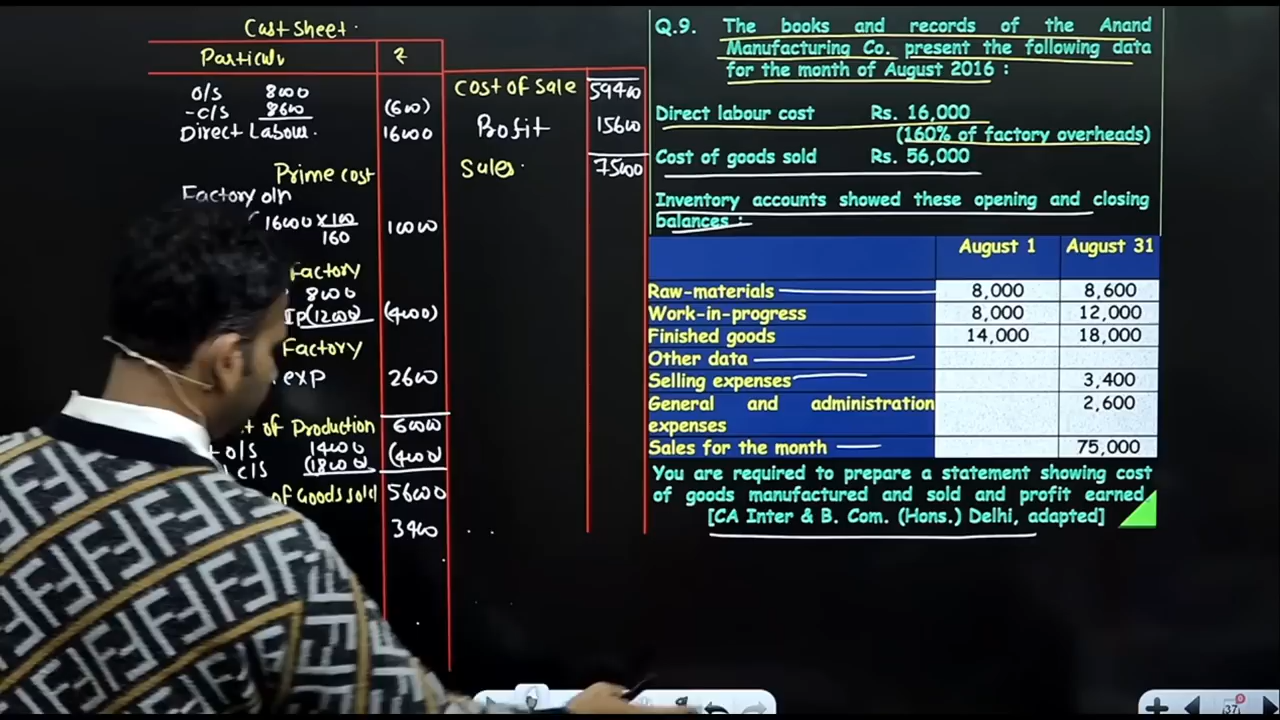 Cost Sheet.
Particulr ₹
O/S 8000
-C/S 8600 (600)
Direct Labour. 16000
Prime cost
Factory oln
16000 × 100
160 10000
Factory
8000
IP (12000) (4000)
Factory
exp 2600
t of Production 60000
O/S 14000
C/S (18000) (4000)
of Goods sold 56000
3400
Cost of Sale 59400
Profit 15600
Sales. 75000
Q.9. The books and records of the Anand
Manufacturing Co. present the following data
for the month of August 2016 :
Direct labour cost Rs. 16,000
(160% of factory overheads)
Cost of goods sold Rs. 56,000
Inventory accounts showed these opening and closing
balances :
August 1 August 31
Raw-materials 8,000 8,600
Work-in-progress 8,000 12,000
Finished goods 14,000 18,000
Other data
Selling expenses 3,400
General and administration 2,600
expenses
Sales for the month 75,000
You are required to prepare a statement showing cost
of goods manufactured and sold and profit earned
[CA Inter & B. Com. (Hons.) Delhi, adapted]
37